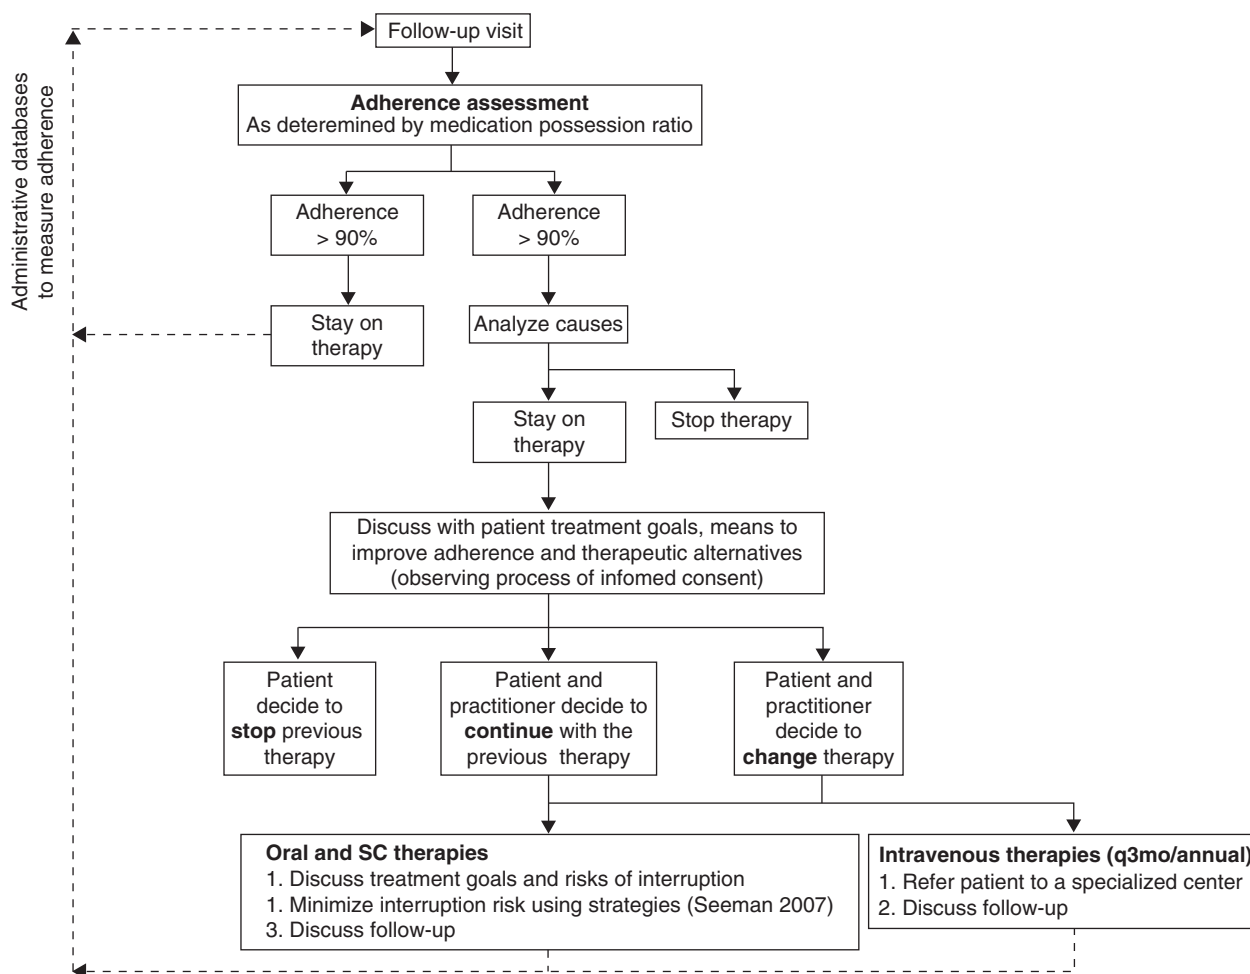 Follow-up visit
Administrative databases
to measure adherence
Adherence assessment
As deteremined by medication possession ratio
Adherence
> 90%
Adherence
> 90%
Stay on
therapy
Analyze causes
Stay on
therapy
Stop therapy
Discuss with patient treatment goals, means to
improve adherence and therapeutic alternatives
(observing process of infomed consent)
Patient
decide to
stop previous
therapy
Patient and
practitioner decide to
continue with the
previous therapy
Patient and
practitioner
decide to
change therapy
Oral and SC therapies
1. Discuss treatment goals and risks of interruption
1. Minimize interruption risk using strategies (Seeman 2007)
3. Discuss follow-up
Intravenous therapies (q3mo/annual)
1. Refer patient to a specialized center
2. Discuss follow-up